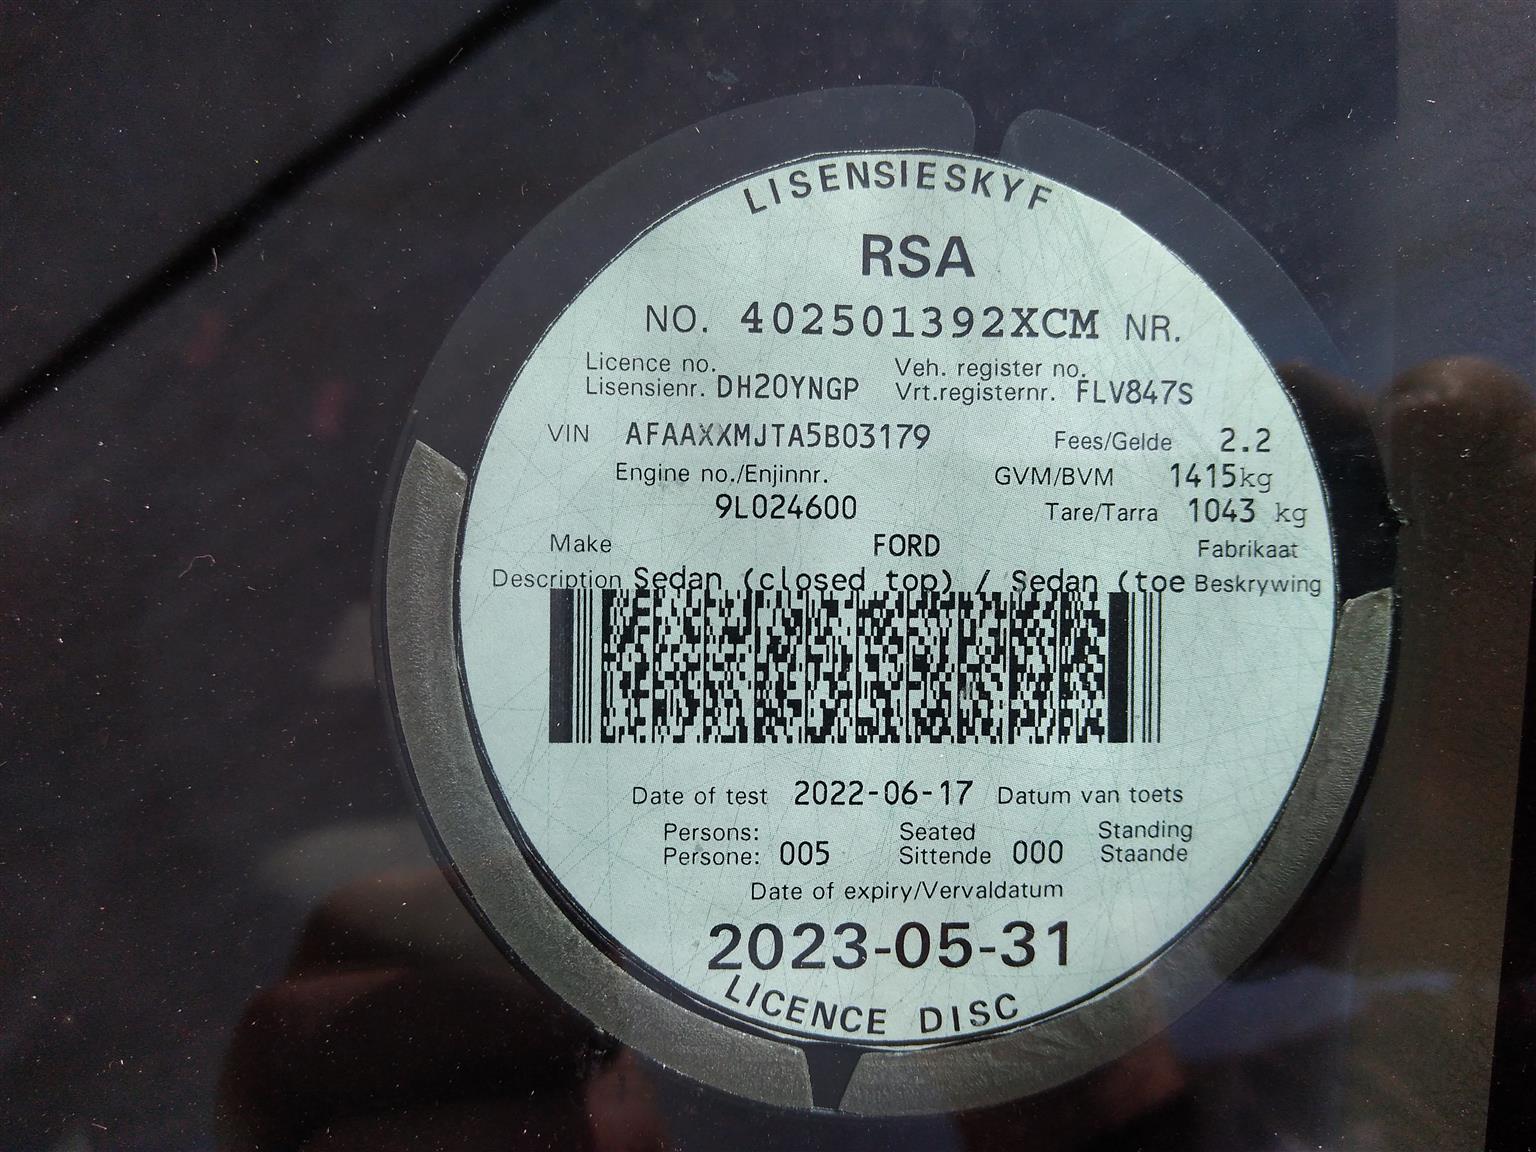 LISENSIESKYF
RSA
NO. 402501392XCM NR.
Licence no. Veh. register no.
Lisensienr. DH20YNGP Vrt.registernr. FLV847S
VIN AFAAXXMJTA5B03179 Fees/Gelde 2.2
Engine no./Enjinnr. GVM/BVM 1415kg
9L024600 Tare/Tarra 1043 kg
Make FORD Fabrikaat
Description Sedan (closed top) / Sedan (toe Beskrywing
Date of test 2022-06-17 Datum van toets
Persons: Seated Standing
Persone: 005 Sittende 000 Staande
Date of expiry/Vervaldatum
2023-05-31
LICENCE DISC